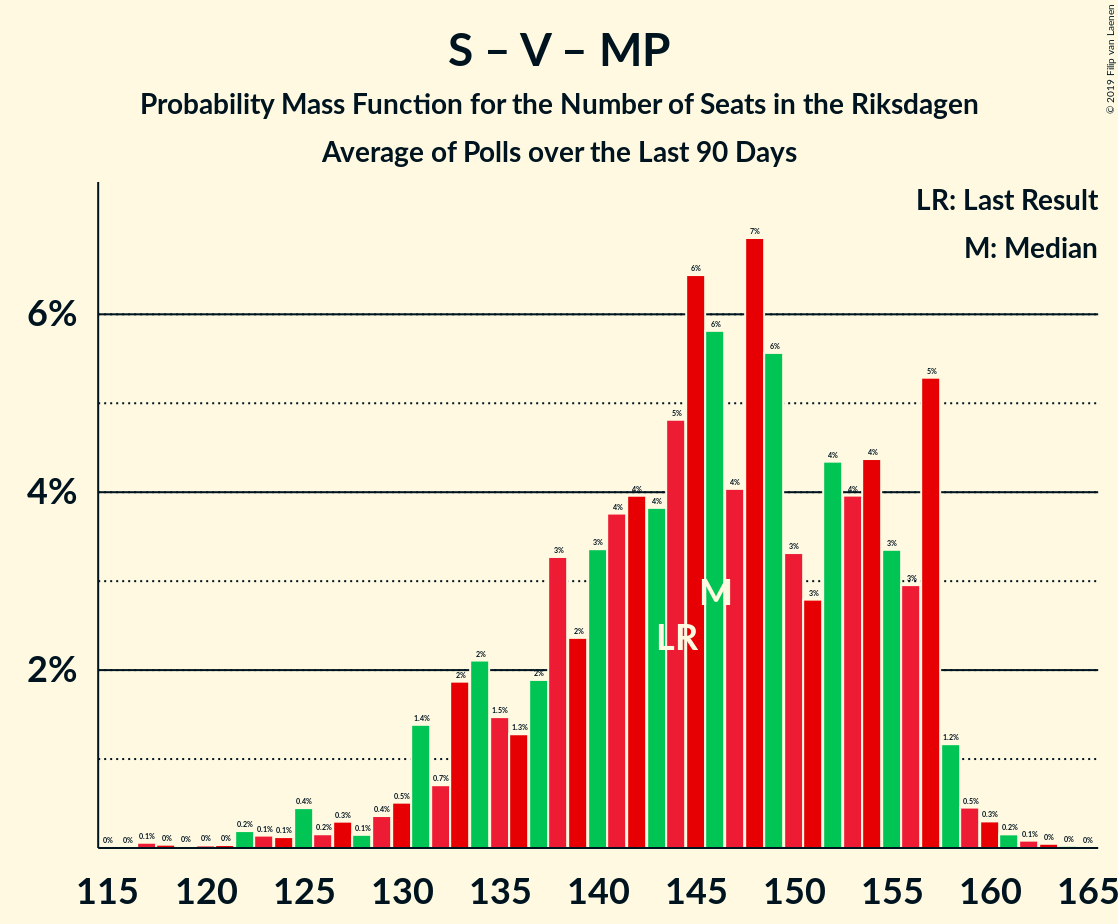 S – V – MP
Probability Mass Function for the Number of Seats in the Riksdagen
Average of Polls over the Last 90 Days
© 2019 Filip van Laenen
LR: Last Result
M: Median
6%
4%
2%
0% 0% 0.1% 0% 0% 0% 0% 0.2% 0.1% 0.1% 0.4% 0.2% 0.3% 0.1% 0.4% 0.5% 1.4% 0.7% 2% 2% 1.5% 1.3% 2% 3% 2% 3% 4% 4% 4% 5% 6% 6% 4% 7% 6% 3% 3% 4% 4% 4% 3% 3% 5% 1.2% 0.5% 0.3% 0.2% 0.1% 0% 0% 0%
M
LR
115 120 125 130 135 140 145 150 155 160 165